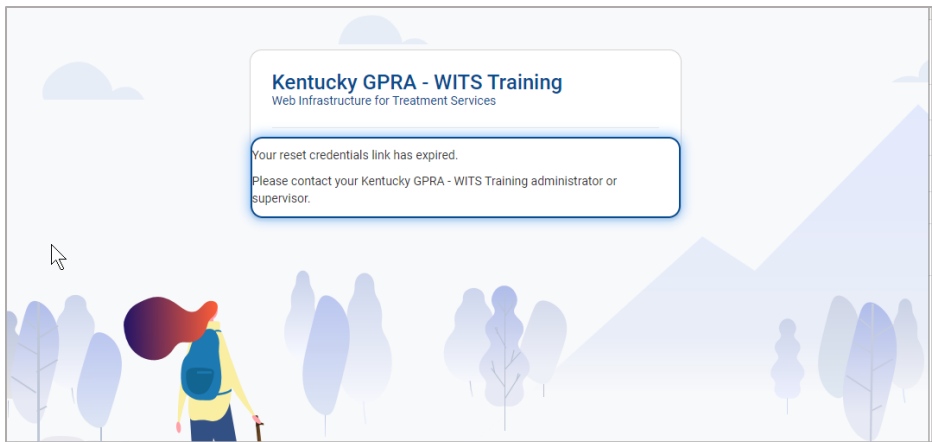 Kentucky GPRA - WITS Training
Web Infrastructure for Treatment Services
Your reset credentials link has expired.
Please contact your Kentucky GPRA - WITS Training administrator or
supervisor.